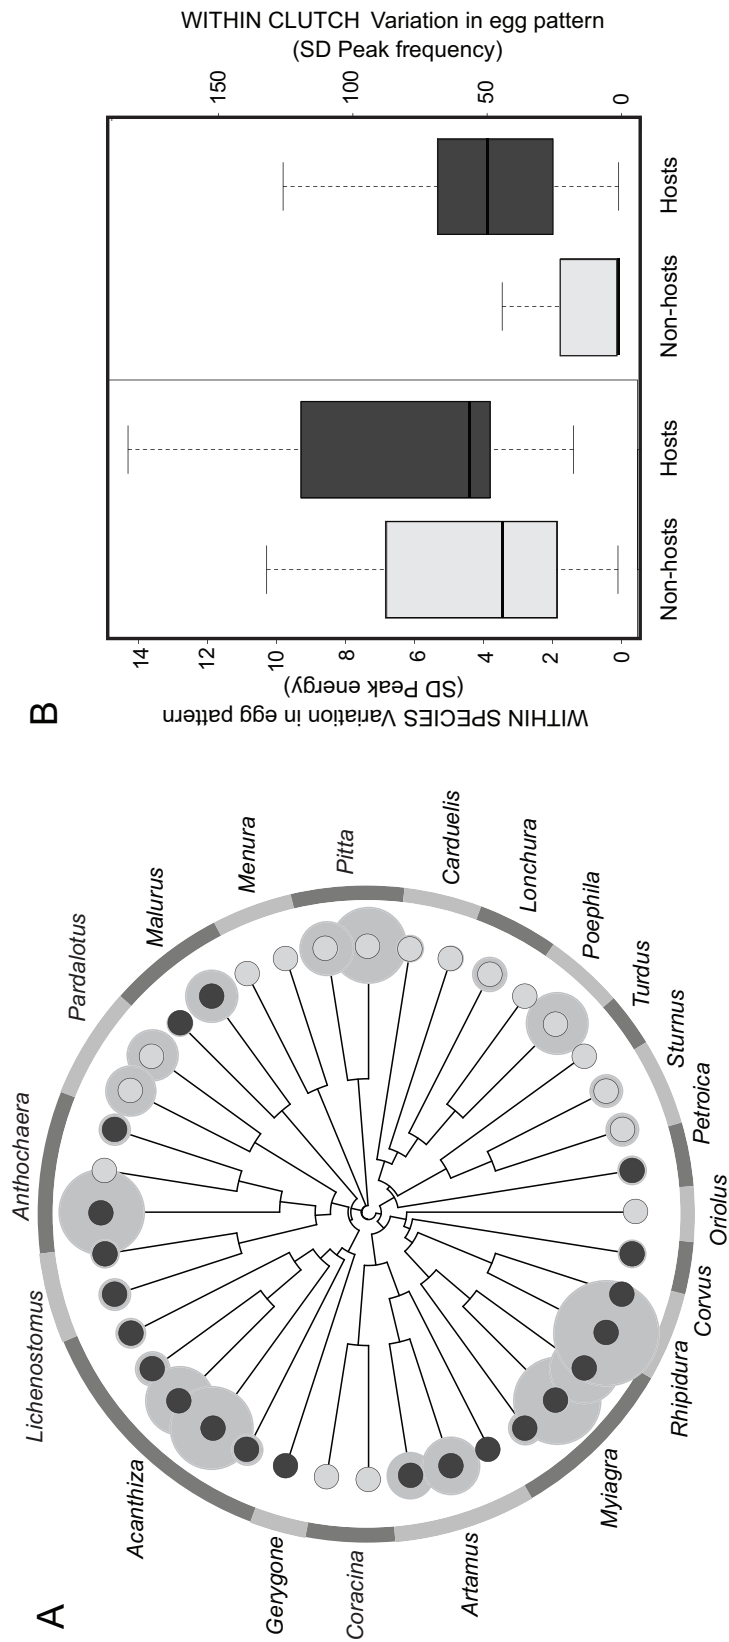 A
Anthochaera
Pardalotus
Malurus
Menura
Pitta
Carduelis
Lonchura
Poephila
Turdus
Sturnus
Petroica
Oriolus
Corvus
Rhipidura
Myiagra
Artamus
Coracina
Gerygone
Acanthiza
Lichenostomus
B
WITHIN SPECIES Variation in egg pattern
(SD Peak energy)
14
12
10
8
6
4
2
0
Non-hosts
Hosts
Non-hosts
Hosts
150
100
50
0
WITHIN CLUTCH Variation in egg pattern
(SD Peak frequency)